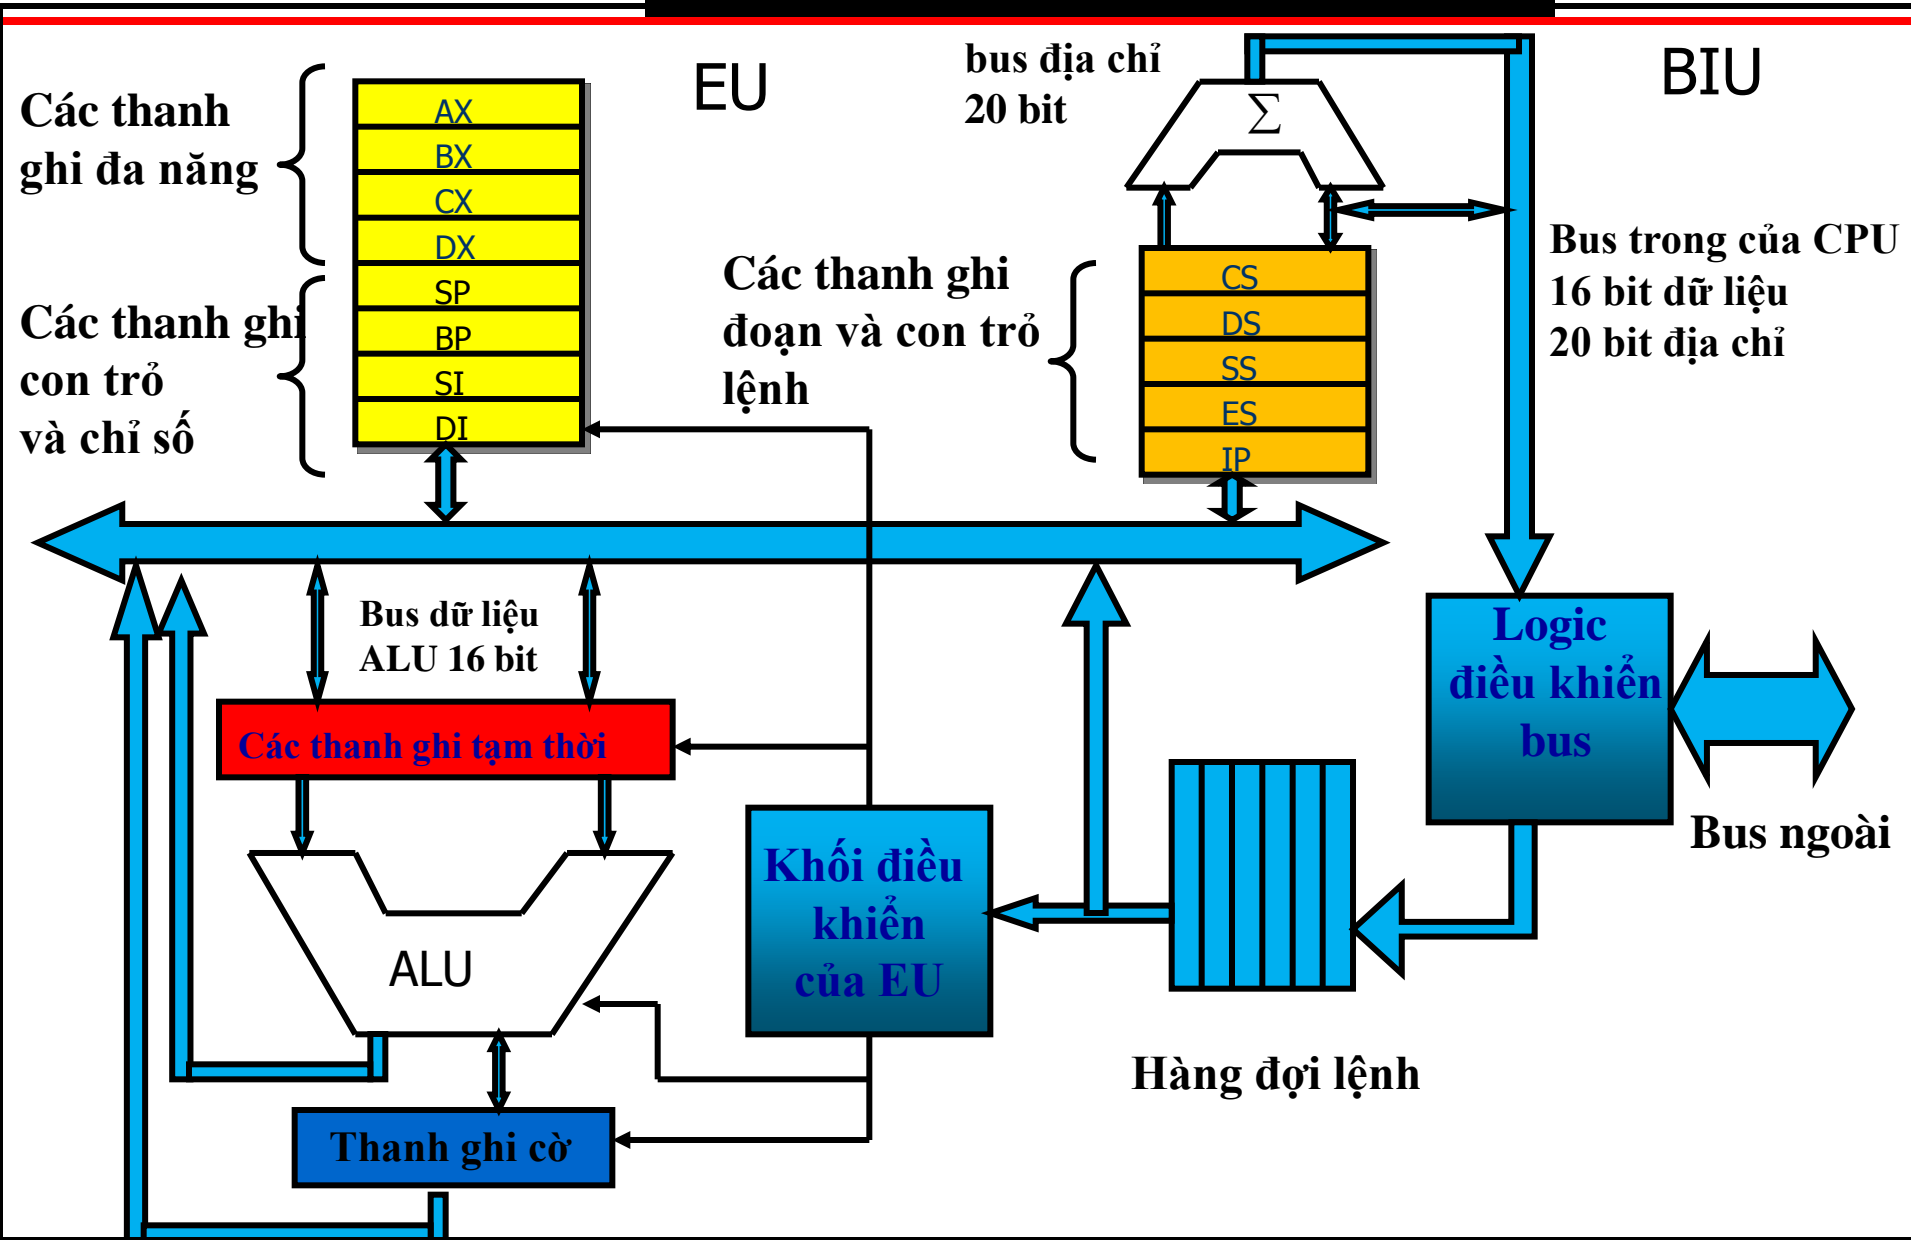 EU
BIU
Các thanh
ghi đa năng
AX
BX
CX
DX
Các thanh ghi
con trỏ
và chỉ số
SP
BP
SI
DI
bus địa chỉ
20 bit
∑
Các thanh ghi
đoạn và con trỏ
lệnh
CS
DS
SS
ES
IP
Bus trong của CPU
16 bit dữ liệu
20 bit địa chỉ
Bus dữ liệu
ALU 16 bit
Các thanh ghi tạm thời
ALU
Thanh ghi cờ
Khối điều
khiển
của EU
Hàng đợi lệnh
Logic
điều khiển
bus
Bus ngoài